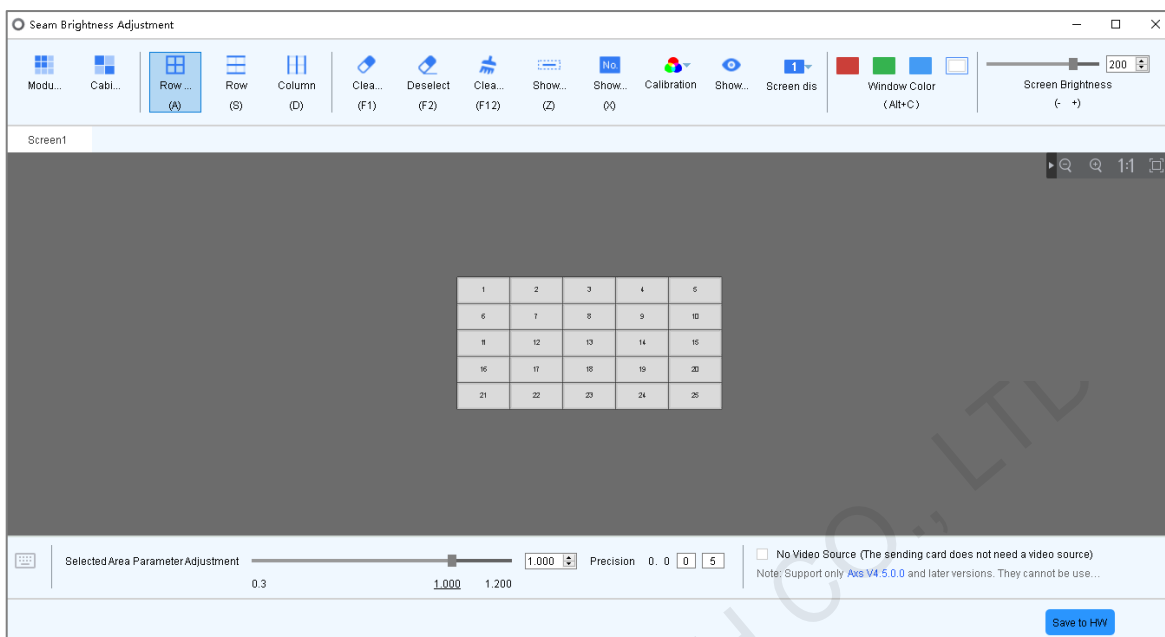 Seam Brightness Adjustment
Modu... Cabi... Row ... Row Column Clea... Deselect Clea... Show... Show... Calibration Show... Screen dis Window Color Screen Brightness
(A) (S) (D) (F1) (F2) (F12) (Z) (X) (Alt+C) (- +)
No. 1 200
Screen1
1:1
1 2 3 4 5
6 7 8 9 10
11 12 13 14 15
16 17 18 19 20
21 22 23 24 25
Selected Area Parameter Adjustment 1.000 Precision 0. 0 0 5
0.3 1.000 1.200
No Video Source (The sending card does not need a video source)
Note: Support only Axs V4.5.0.0 and later versions. They cannot be use...
Save to HW
CO., LTD